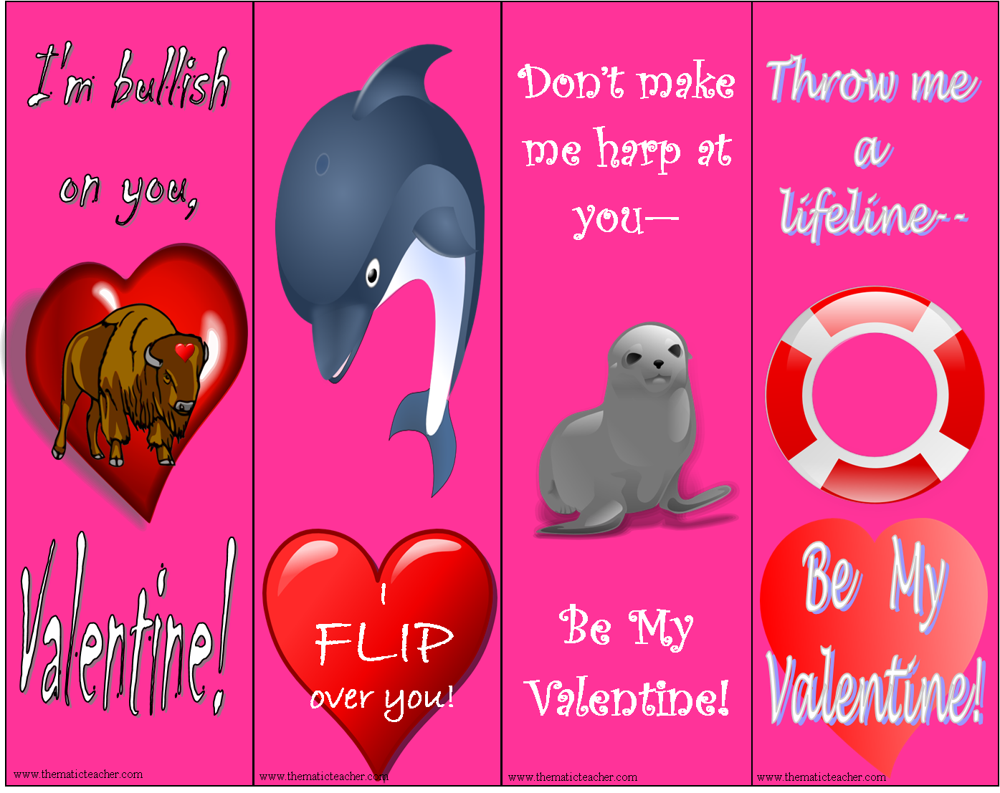 I'm bullish
on you,
Valentine!
www.thematicteacher.com
I
FLIP
over you!
www.thematicteacher.com
Don't make
me harp at
you—
Be My
Valentine!
www.thematicteacher.com
Throw me
a
lifeline--
Be My
Valentine!
www.thematicteacher.com